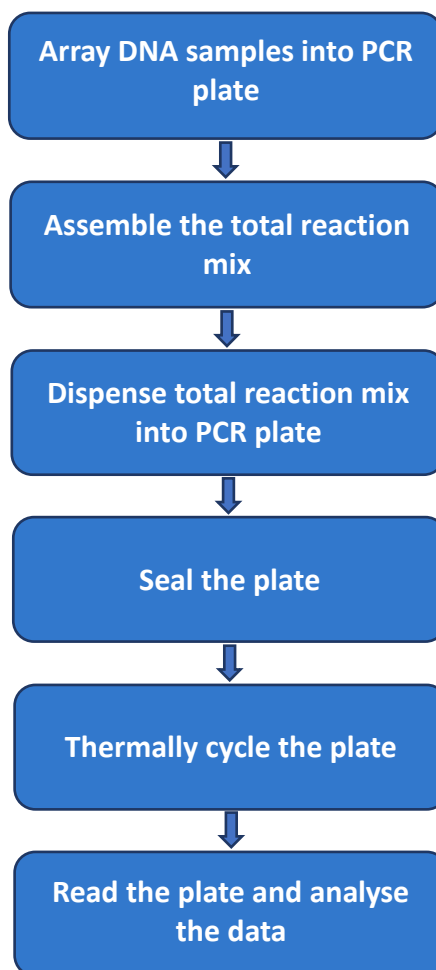 Array DNA samples into PCR
plate
Assemble the total reaction
mix
Dispense total reaction mix
into PCR plate
Seal the plate
Thermally cycle the plate
Read the plate and analyse
the data